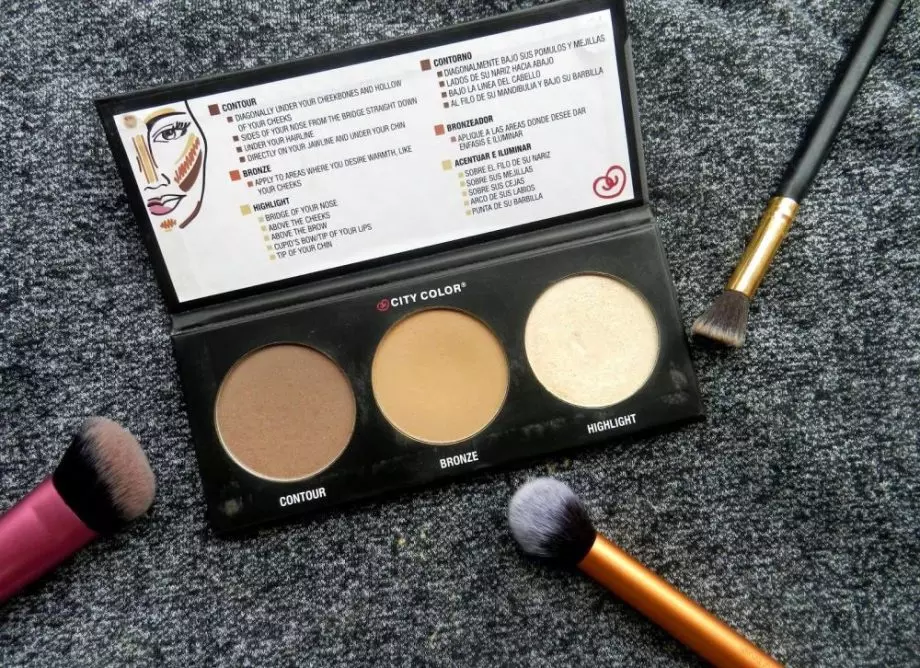 CONTOUR
DIAGONALLY UNDER YOUR CHEEKBONES AND HOLLOW
OF YOUR CHEEKS
SIDES OF YOUR NOSE FROM THE BRIDGE STRAIGHT DOWN
UNDER YOUR HAIRLINE
DIRECTLY ON YOUR JAWLINE AND UNDER YOUR CHIN
BRONZE
APPLY TO AREAS WHERE YOU DESIRE WARMTH, LIKE
YOUR CHEEKS
HIGHLIGHT
BRIDGE OF YOUR NOSE
ABOVE THE CHEEKS
ABOVE THE BROW
CUPID'S BOW/TIP OF YOUR LIPS
TIP OF YOUR CHIN
CONTORNO
DIAGONALMENTE BAJO SUS POMULOS Y MEJILLAS
LADOS DE SU NARIZ HACIA ABAJO
BAJO LA LINEA DEL CABELLO
AL FILO DE SU MANDIBULA Y BAJO SU BARBILLA
BRONZEADOR
APLIQUE A LAS AREAS DONDE DESEE DAR
ENFASIS E ILUMINAR
ACENTUAR E ILUMINAR
SOBRE EL FILO DE SU NARIZ
SOBRE SUS MEJILLAS
SOBRE SUS CEJAS
ARCO DE SUS LABIOS
PUNTA DE SU BARBILLA
CITY COLOR®
CONTOUR
BRONZE
HIGHLIGHT